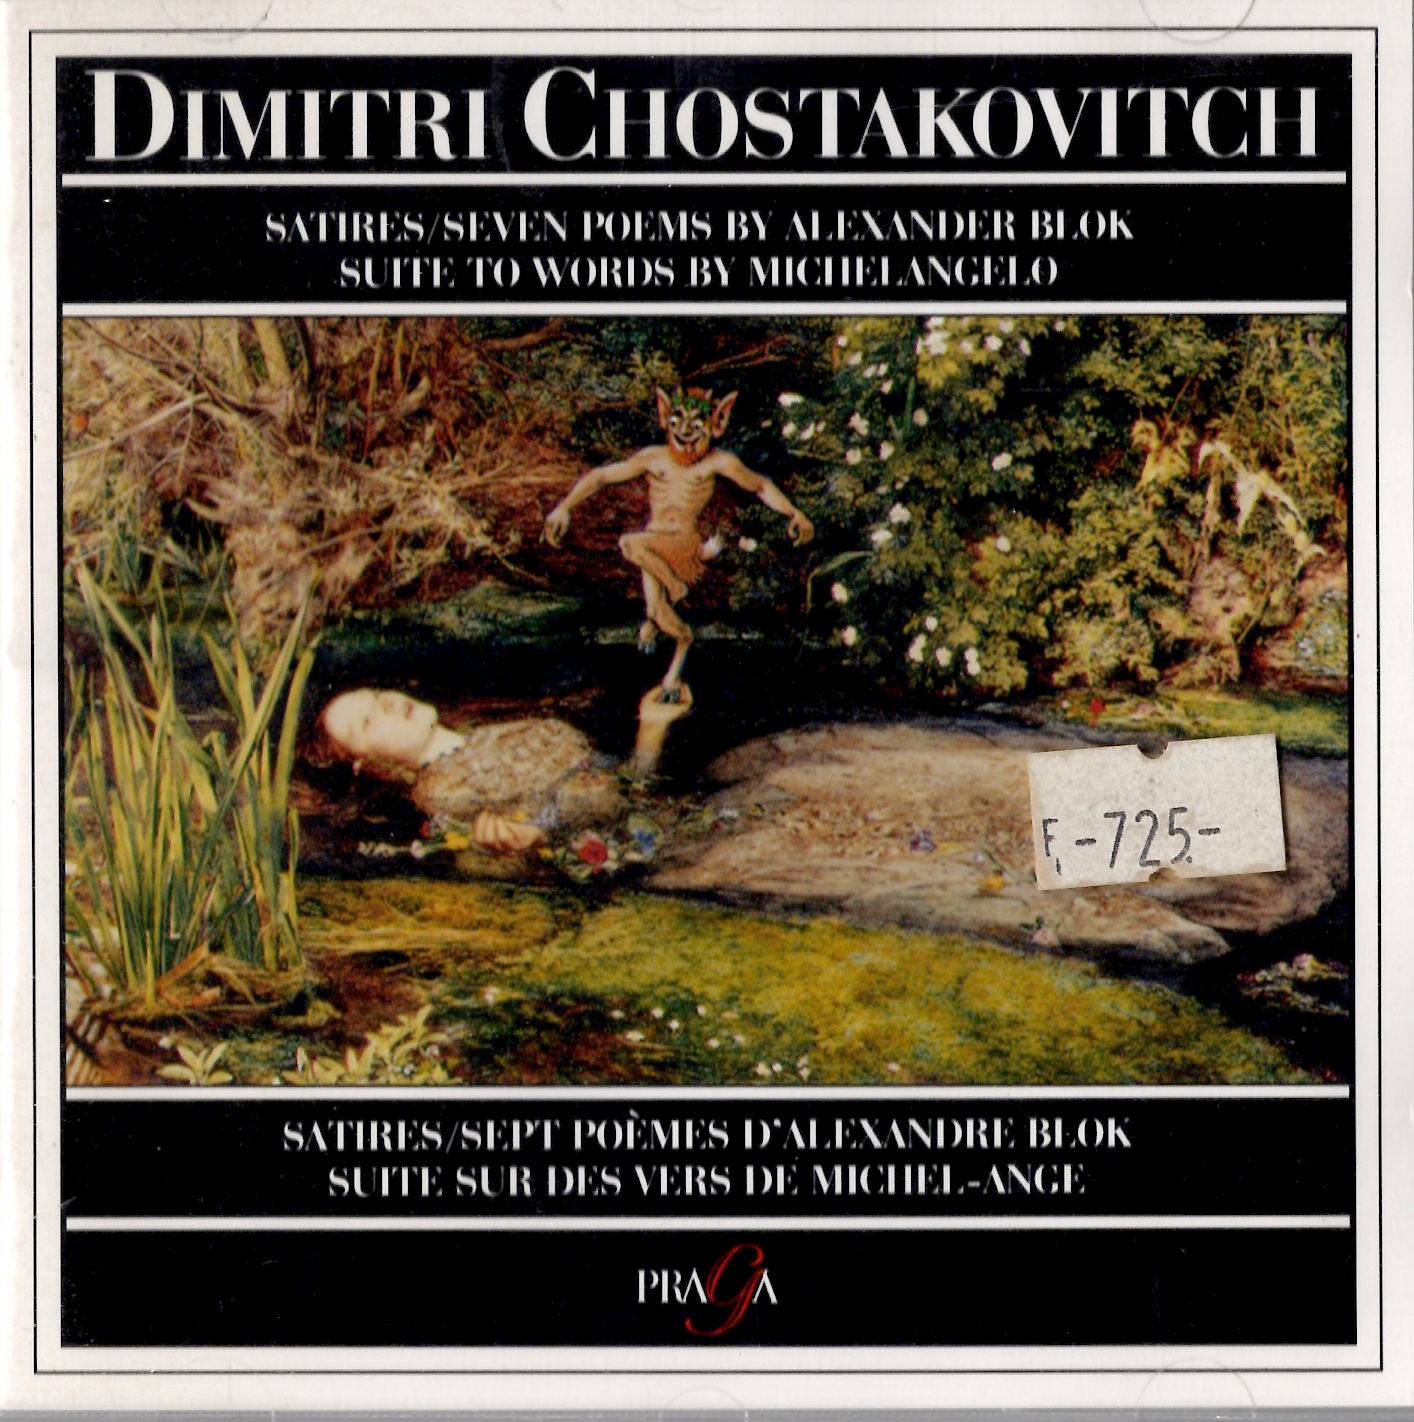 DIMITRI CHOSTAKOVITCH
SATIRES/SEVEN POEMS BY ALEXANDER BLOK
SUITE TO WORDS BY MICHELANGELO
F, -725.-
SATIRES/SEPT POÈMES D'ALEXANDRE BLOK
SUITE SUR DES VERS DE MICHEL-ANGE
PRAGA